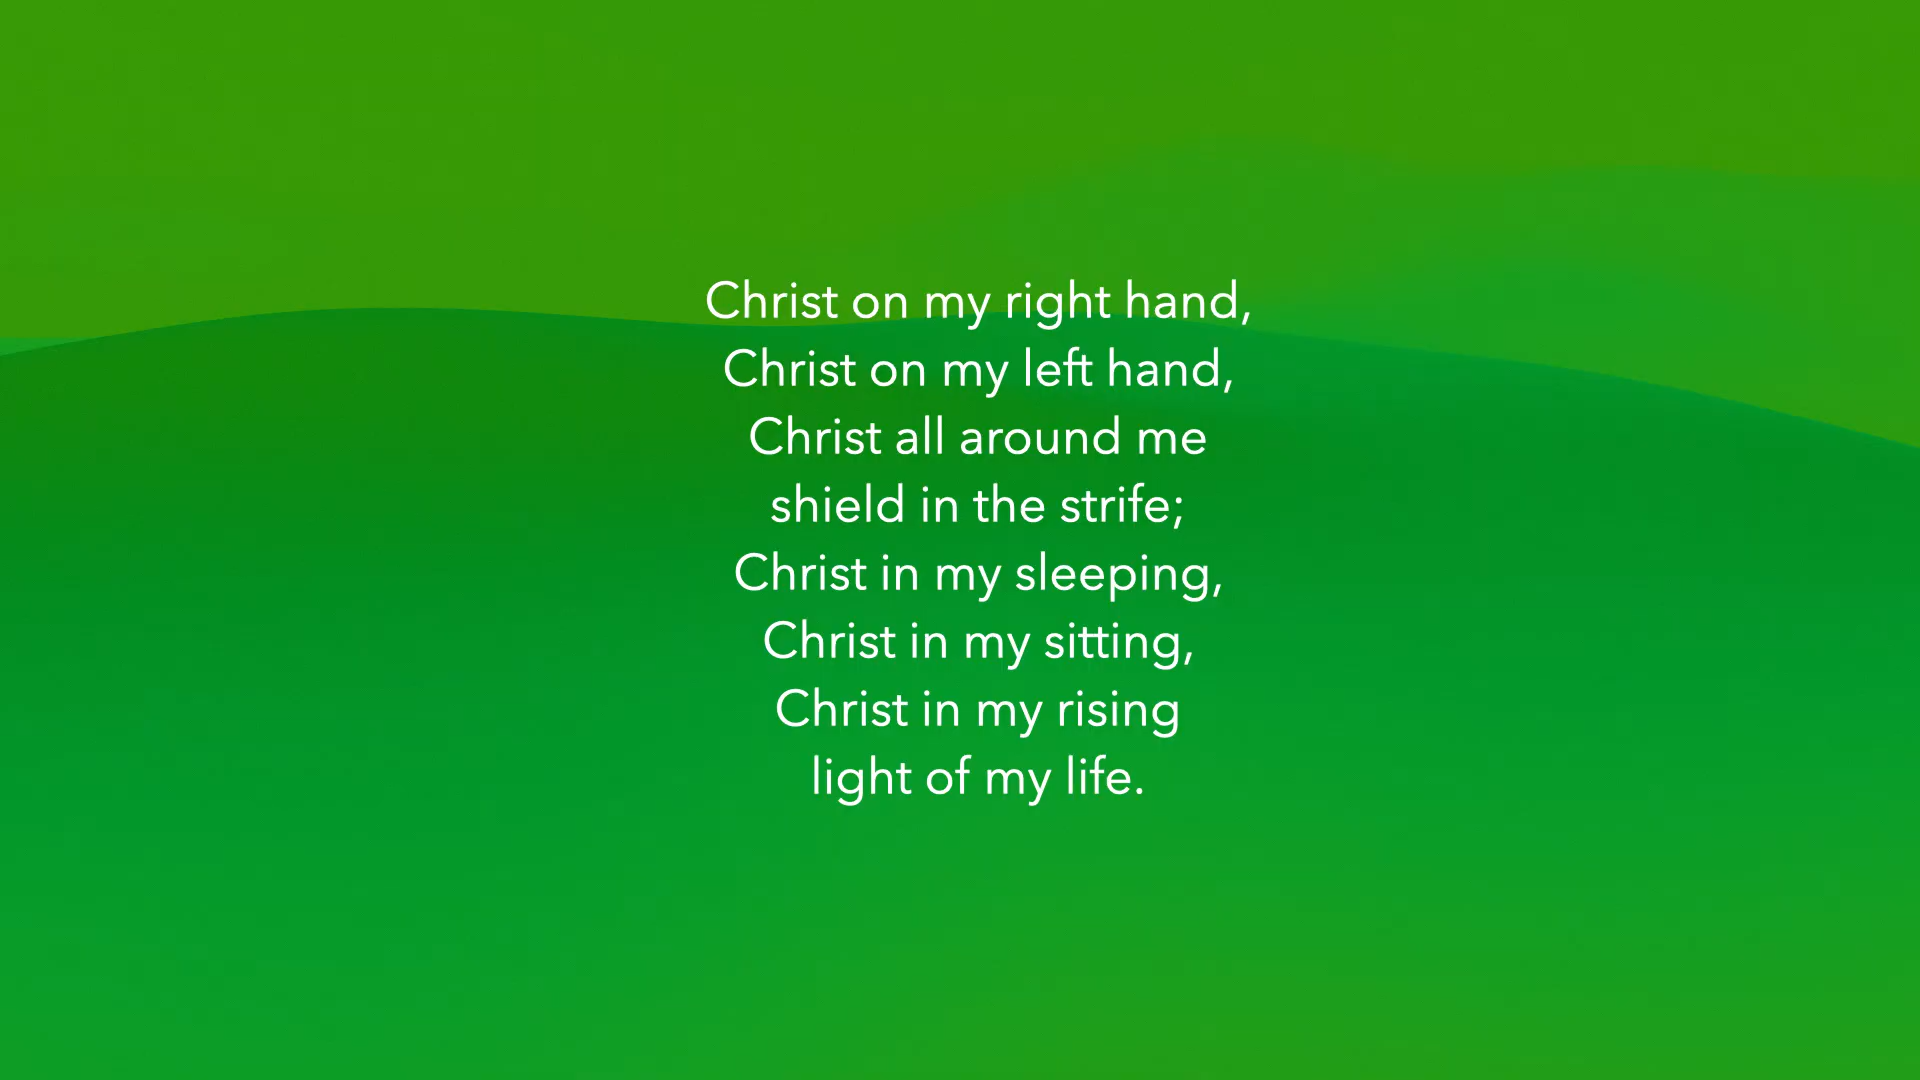 Christ on my right hand,
Christ on my left hand,
Christ all around me
shield in the strife;
Christ in my sleeping,
Christ in my sitting,
Christ in my rising
light of my life.